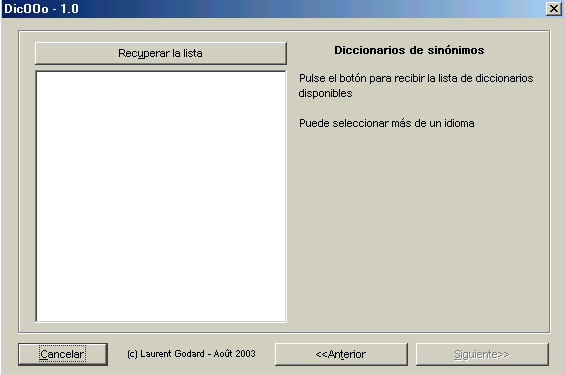 DicOOo - 1.0
Recuperar la lista
Diccionarios de sinónimos
Pulse el botón para recibir la lista de diccionarios
disponibles
Puede seleccionar más de un idioma
Cancelar
(c) Laurent Godard - Août 2003
<<Anterior
Siguiente>>